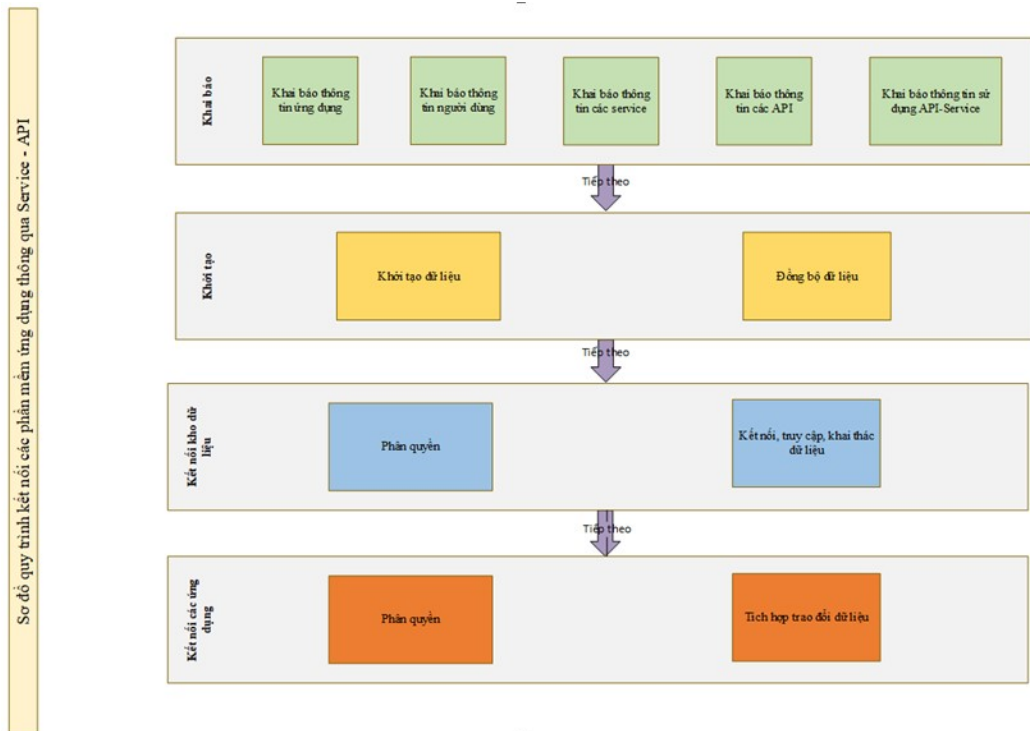 Sơ đồ quy trình kết nối các phần mềm ứng dụng thông qua Service - API
Khai báo
Khai báo thông
tin ứng dụng
Khai báo thông
tin người dùng
Khai báo thông
tin các service
Khai báo thông
tin các API
Khai báo thông tin sử
dụng API-Service
Tiếp theo
Khởi tạo
Khởi tạo dữ liệu
Đồng bộ dữ liệu
Tiếp theo
Kết nối kho dữ
liệu
Phân quyền
Kết nối, truy cập, khai thác
dữ liệu
Tiếp theo
Kết nối các ứng
dụng
Phân quyền
Tích hợp trao đổi dữ liệu